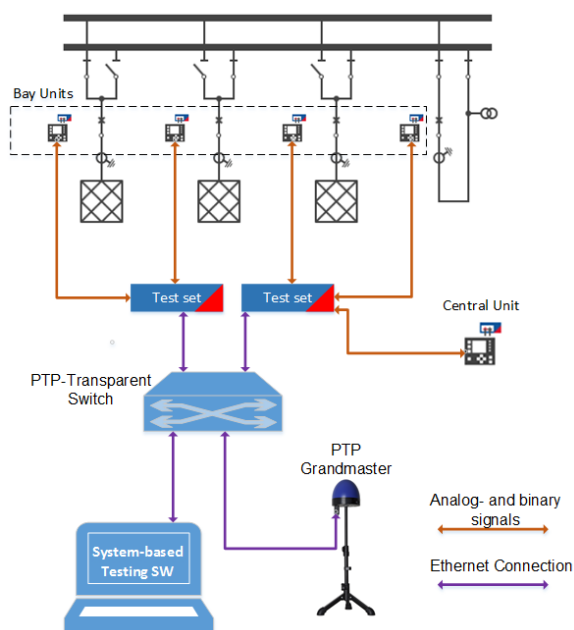 Bay Units
Test set
Test set
Central Unit
PTP-Transparent
Switch
PTP
Grandmaster
Analog- and binary
signals
System-based
Testing SW
Ethernet Connection